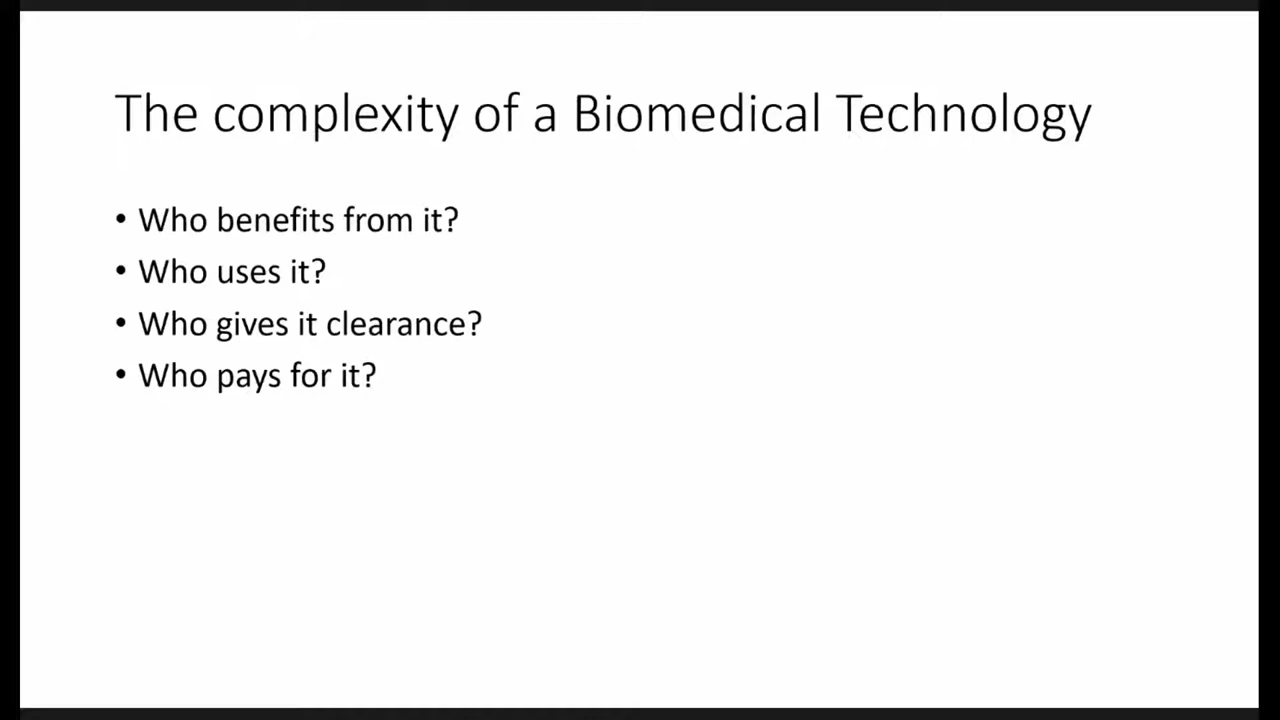 The complexity of a Biomedical Technology
• Who benefits from it?
• Who uses it?
• Who gives it clearance?
• Who pays for it?